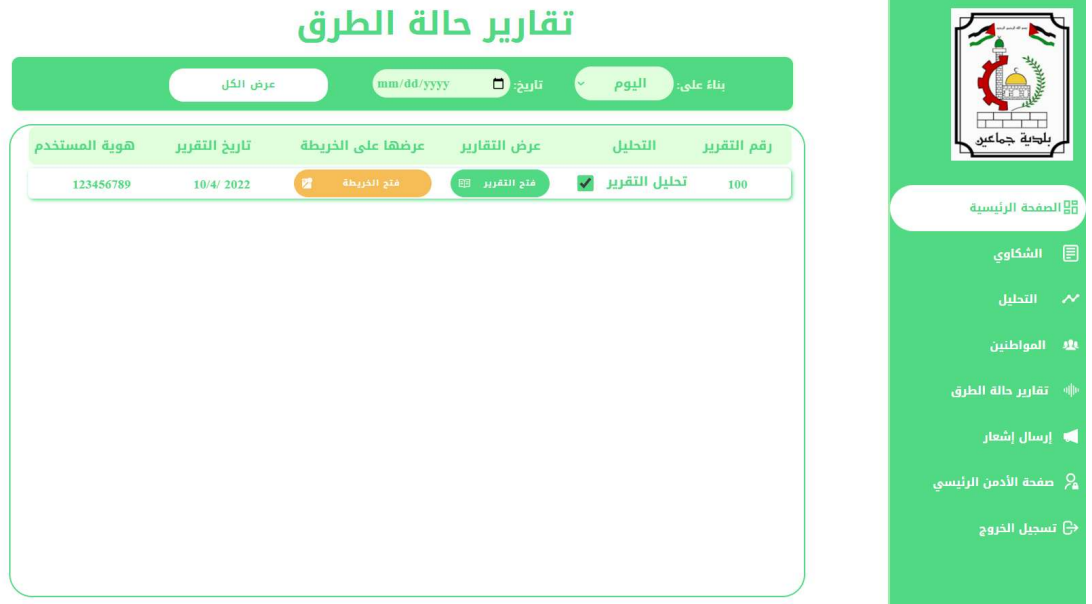 تقارير حالة الطرق
بناءً على: اليوم تاريخ: mm/dd/yyyy عرض الكل
رقم التقرير التحليل عرض التقارير عرضها على الخريطة تاريخ التقرير هوية المستخدم
100 تحليل التقرير فتح التقرير فتح الخريطة 10/4/ 2022 123456789
بلدية جماعين
الصفحة الرئيسية
الشكاوي
التحليل
المواطنين
تقارير حالة الطرق
إرسال إشعار
صفحة الأدمن الرئيسي
تسجيل الخروج